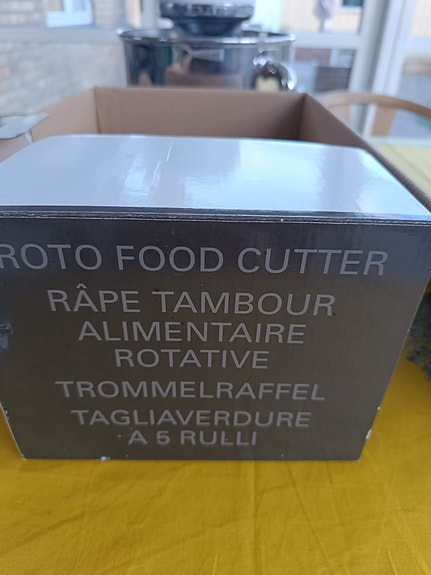 ROTO FOOD CUTTER
RÂPE TAMBOUR
ALIMENTAIRE
ROTATIVE
TROMMELRAFFEL
TAGLIAVERDURE
A 5 RULLI